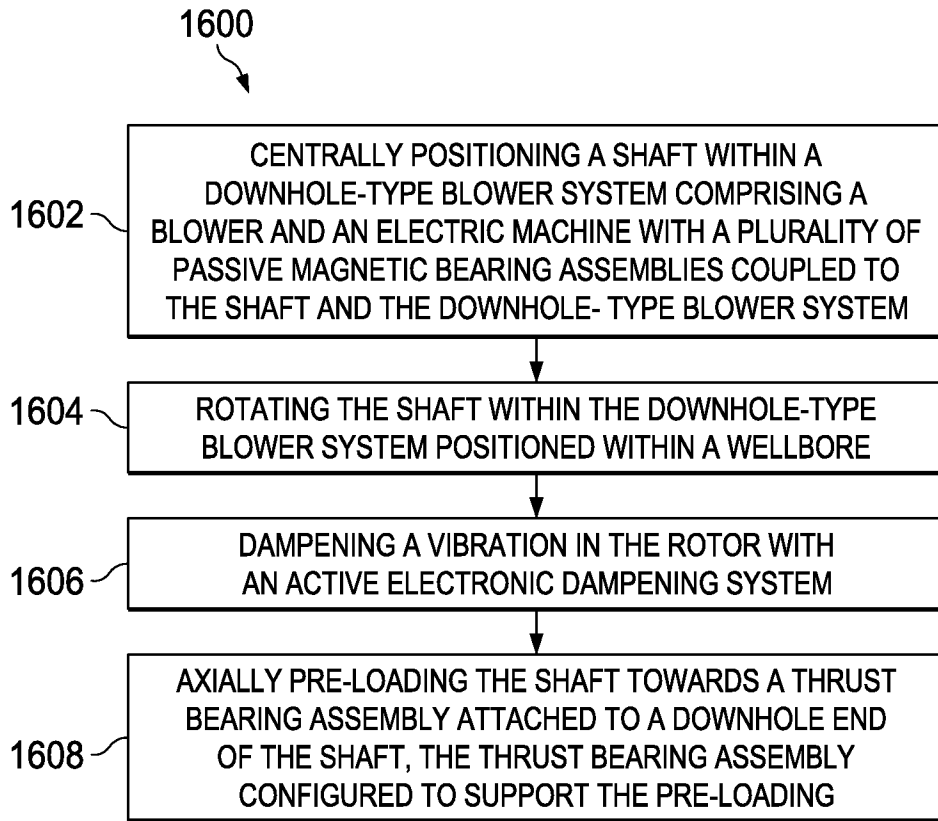 1600
1602
CENTRALLY POSITIONING A SHAFT WITHIN A
DOWNHOLE-TYPE BLOWER SYSTEM COMPRISING A
BLOWER AND AN ELECTRIC MACHINE WITH A PLURALITY OF
PASSIVE MAGNETIC BEARING ASSEMBLIES COUPLED TO
THE SHAFT AND THE DOWNHOLE- TYPE BLOWER SYSTEM
1604
ROTATING THE SHAFT WITHIN THE DOWNHOLE-TYPE
BLOWER SYSTEM POSITIONED WITHIN A WELLBORE
1606
DAMPENING A VIBRATION IN THE ROTOR WITH
AN ACTIVE ELECTRONIC DAMPENING SYSTEM
1608
AXIALLY PRE-LOADING THE SHAFT TOWARDS A THRUST
BEARING ASSEMBLY ATTACHED TO A DOWNHOLE END
OF THE SHAFT, THE THRUST BEARING ASSEMBLY
CONFIGURED TO SUPPORT THE PRE-LOADING